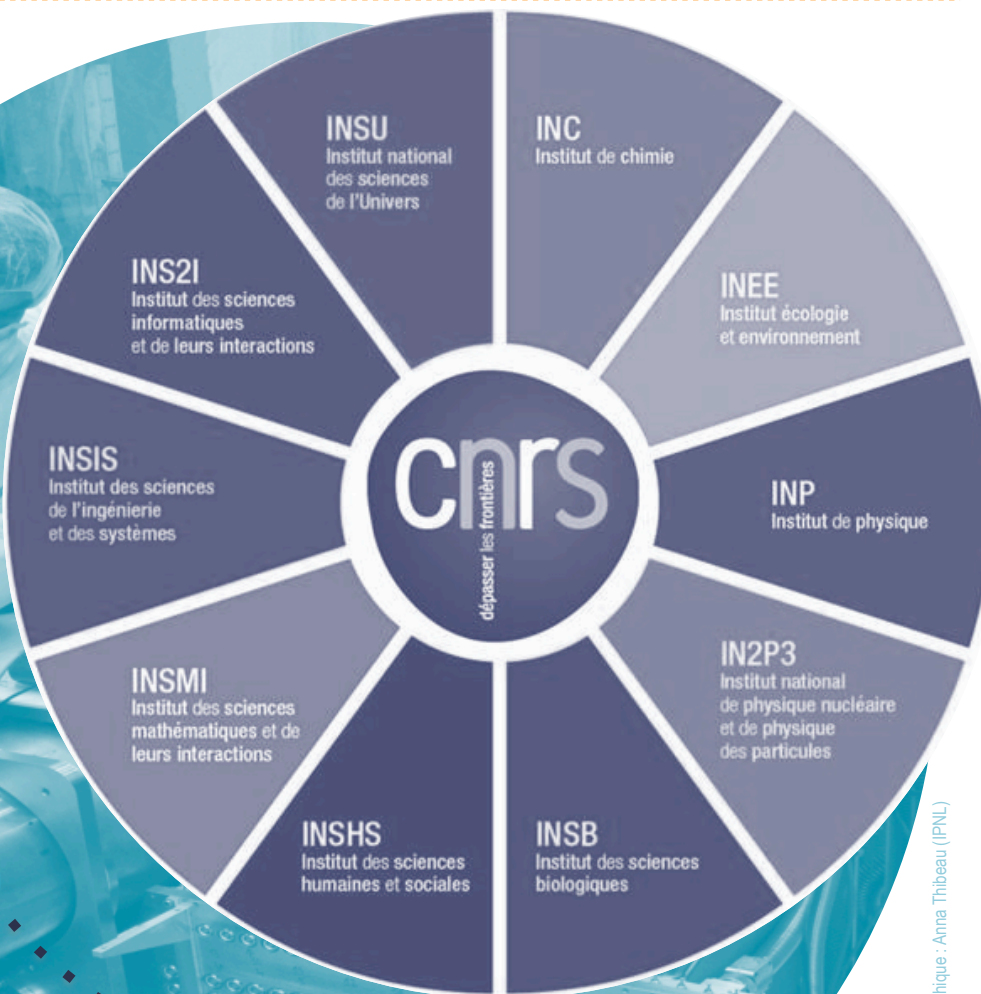 INSU
Institut national
des sciences
de l'Univers
INC
Institut de chimie
INEE
Institut écologie
et environnement
INP
Institut de physique
IN2P3
Institut national
de physique nucléaire
et de physique
des particules
INSB
Institut des sciences
biologiques
INSHS
Institut des sciences
humaines et sociales
INSMI
Institut des sciences
mathématiques et de
leurs interactions
INSIS
Institut des sciences
de l'ingénierie
et des systèmes
INS2I
Institut des sciences
informatiques
et de leurs interactions
cnrs
dépasser les frontières
hique : Anna Thibeau (IPNL)